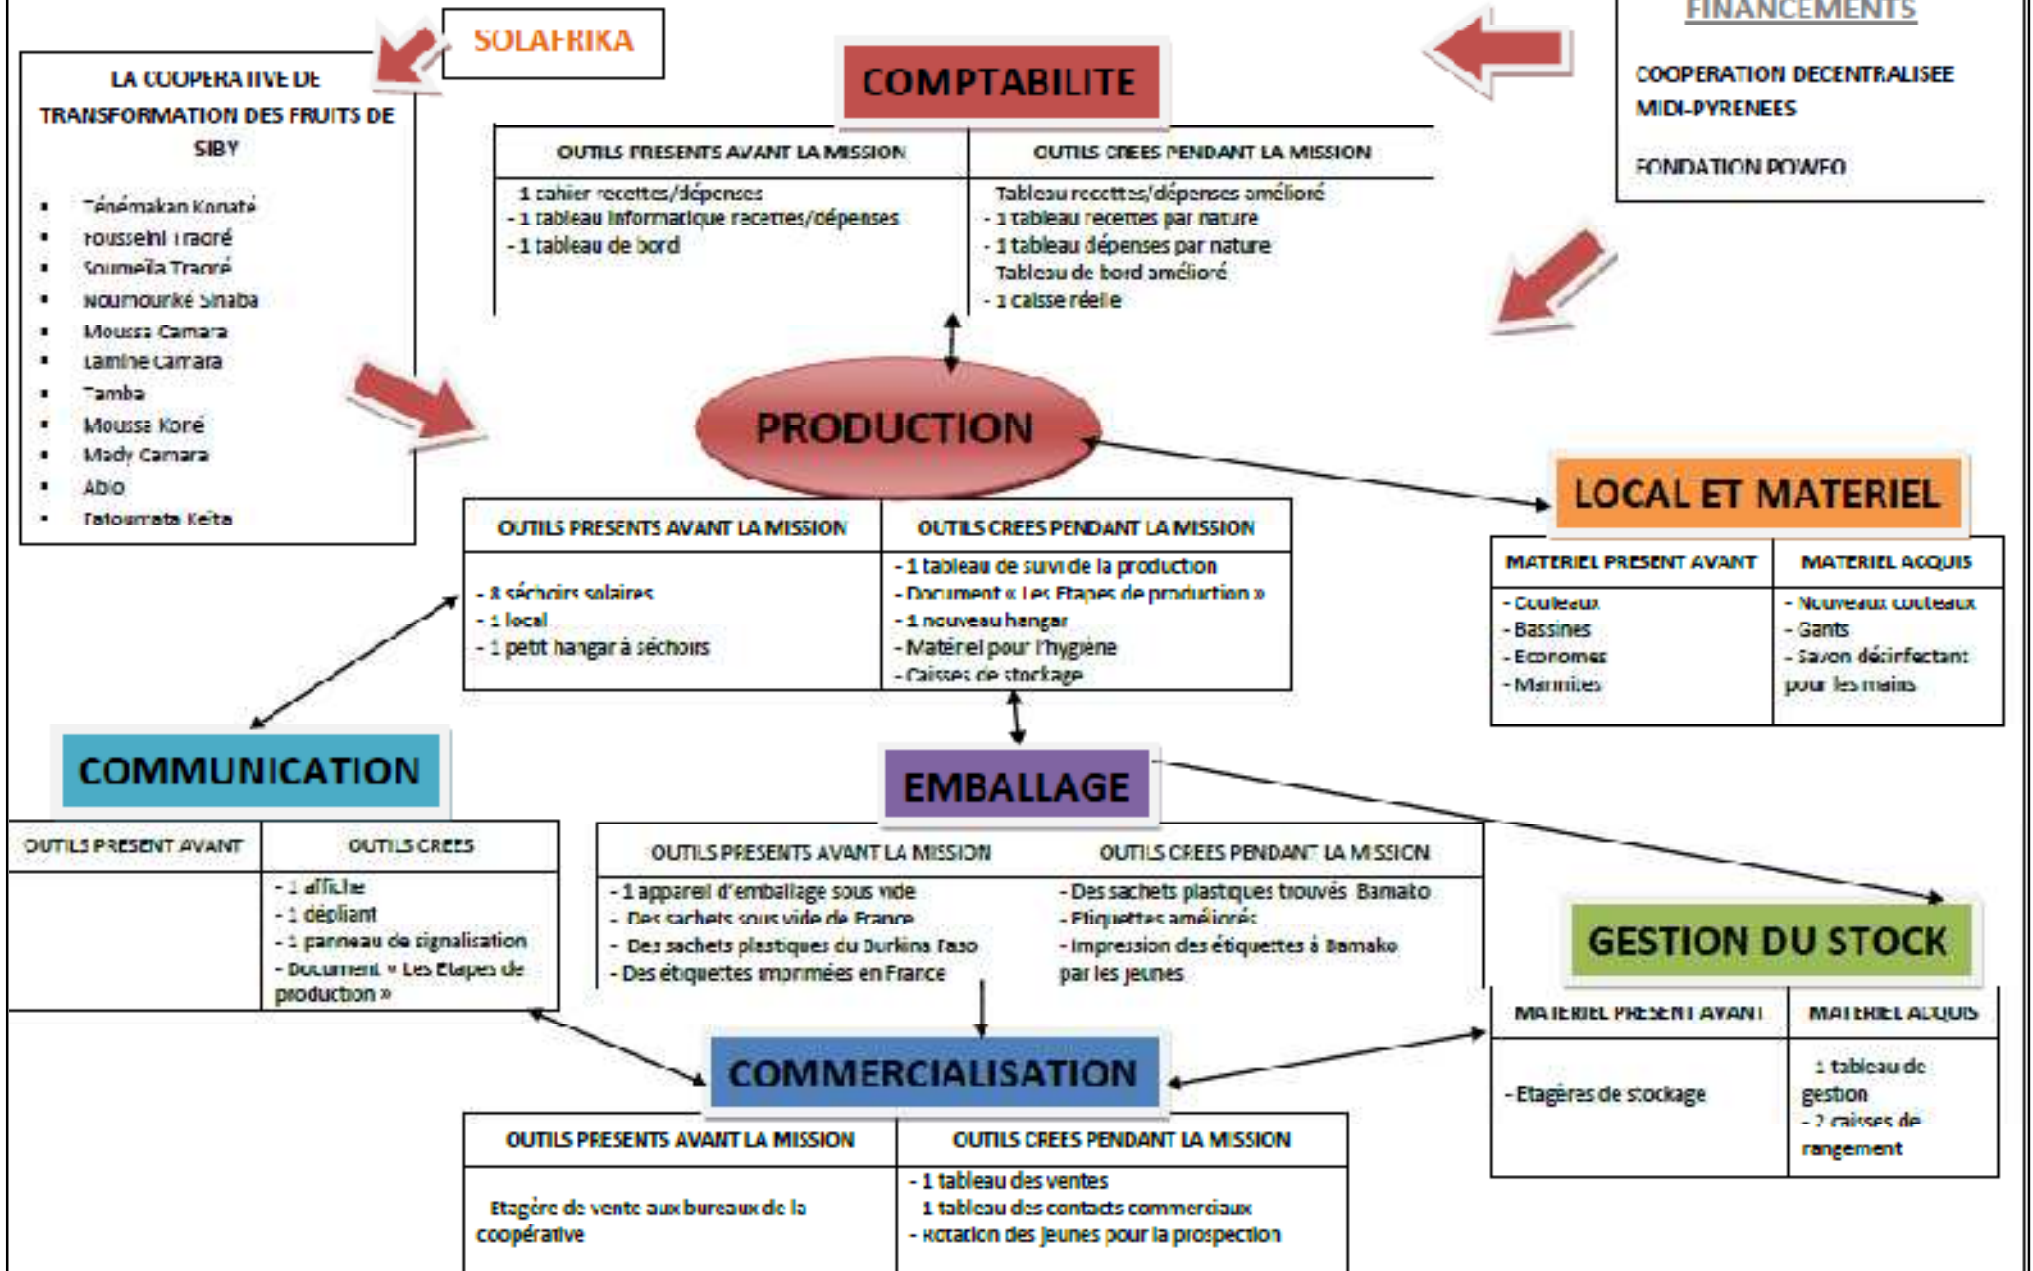 SOLAFRIKA
FINANCEMENTS
COOPERATION DECENTRALISEE
MIDI-PYRENEES
FONDATION POWEO
LA COOPERATIVE DE
TRANSFORMATION DES FRUITS DE
SIBY
▪ Ténémakan Konaté
▪ Fousseini Traoré
▪ Soumeïla Traoré
▪ Noumourké Sinaba
▪ Moussa Camara
▪ Lamine Camara
▪ Tamba
▪ Moussa Koné
▪ Mady Camara
▪ Ablo
▪ Fatoumata Keïta
COMPTABILITE
OUTILS PRESENTS AVANT LA MISSION
1 cahier recettes/dépenses
- 1 tableau informatique recettes/dépenses
- 1 tableau de bord
OUTILS CREES PENDANT LA MISSION
Tableau recettes/dépenses amélioré
- 1 tableau recettes par nature
- 1 tableau dépenses par nature
Tableau de bord amélioré
- 1 caisse réelle
PRODUCTION
OUTILS PRESENTS AVANT LA MISSION
- 8 séchoirs solaires
- 1 local
- 1 petit hangar à séchoirs
OUTILS CREES PENDANT LA MISSION
- 1 tableau de suivi de la production
- Document « Les Etapes de production »
- 1 nouveau hangar
- Matériel pour l'hygiène
- Caisses de stockage
LOCAL ET MATERIEL
MATERIEL PRESENT AVANT
- Couteaux
- Bassines
- Economes
- Marmites
MATERIEL ACQUIS
- Nouveaux couteaux
- Gants
- Savon désinfectant
pour les mains
COMMUNICATION
OUTILS PRESENT AVANT
OUTILS CREES
- 1 affiche
- 1 dépliant
- 1 panneau de signalisation
- Document « Les Etapes de
production »
EMBALLAGE
OUTILS PRESENTS AVANT LA MISSION
- 1 appareil d'emballage sous vide
- Des sachets sous vide de France
- Des sachets plastiques du Burkina Faso
- Des étiquettes imprimées en France
OUTILS CREES PENDANT LA MISSION
- Des sachets plastiques trouvés Bamako
- Etiquettes améliorés
- Impression des étiquettes à Bamako
par les jeunes
GESTION DU STOCK
MATERIEL PRESENT AVANT
- Etagères de stockage
MATERIEL ACQUIS
1 tableau de
gestion
- 2 caisses de
rangement
COMMERCIALISATION
OUTILS PRESENTS AVANT LA MISSION
Etagère de vente aux bureaux de la
coopérative
OUTILS CREES PENDANT LA MISSION
- 1 tableau des ventes
1 tableau des contacts commerciaux
- Rotation des jeunes pour la prospection